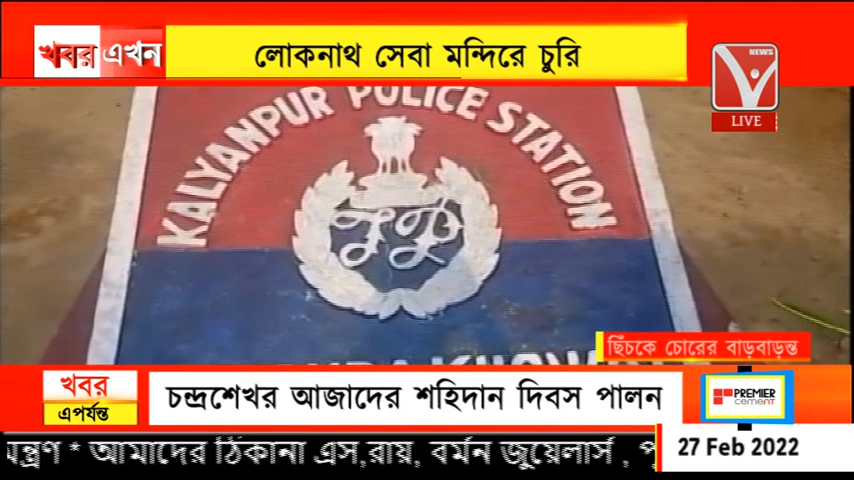 খবর এখন
লোকনাথ সেবা মন্দিরে চুরি
NEWS
V
LIVE
KALYANPUR POLICE STATION
ছিঁচকে চোরের বাড়বাড়ন্ত
খবর
এপর্যন্ত
চন্দ্রশেখর আজাদের শহিদান দিবস পালন
PREMIER
cement
* আমাদের ঠিকানা এস,রায়, বর্মন জুয়েলার্স ,
27 Feb 2022